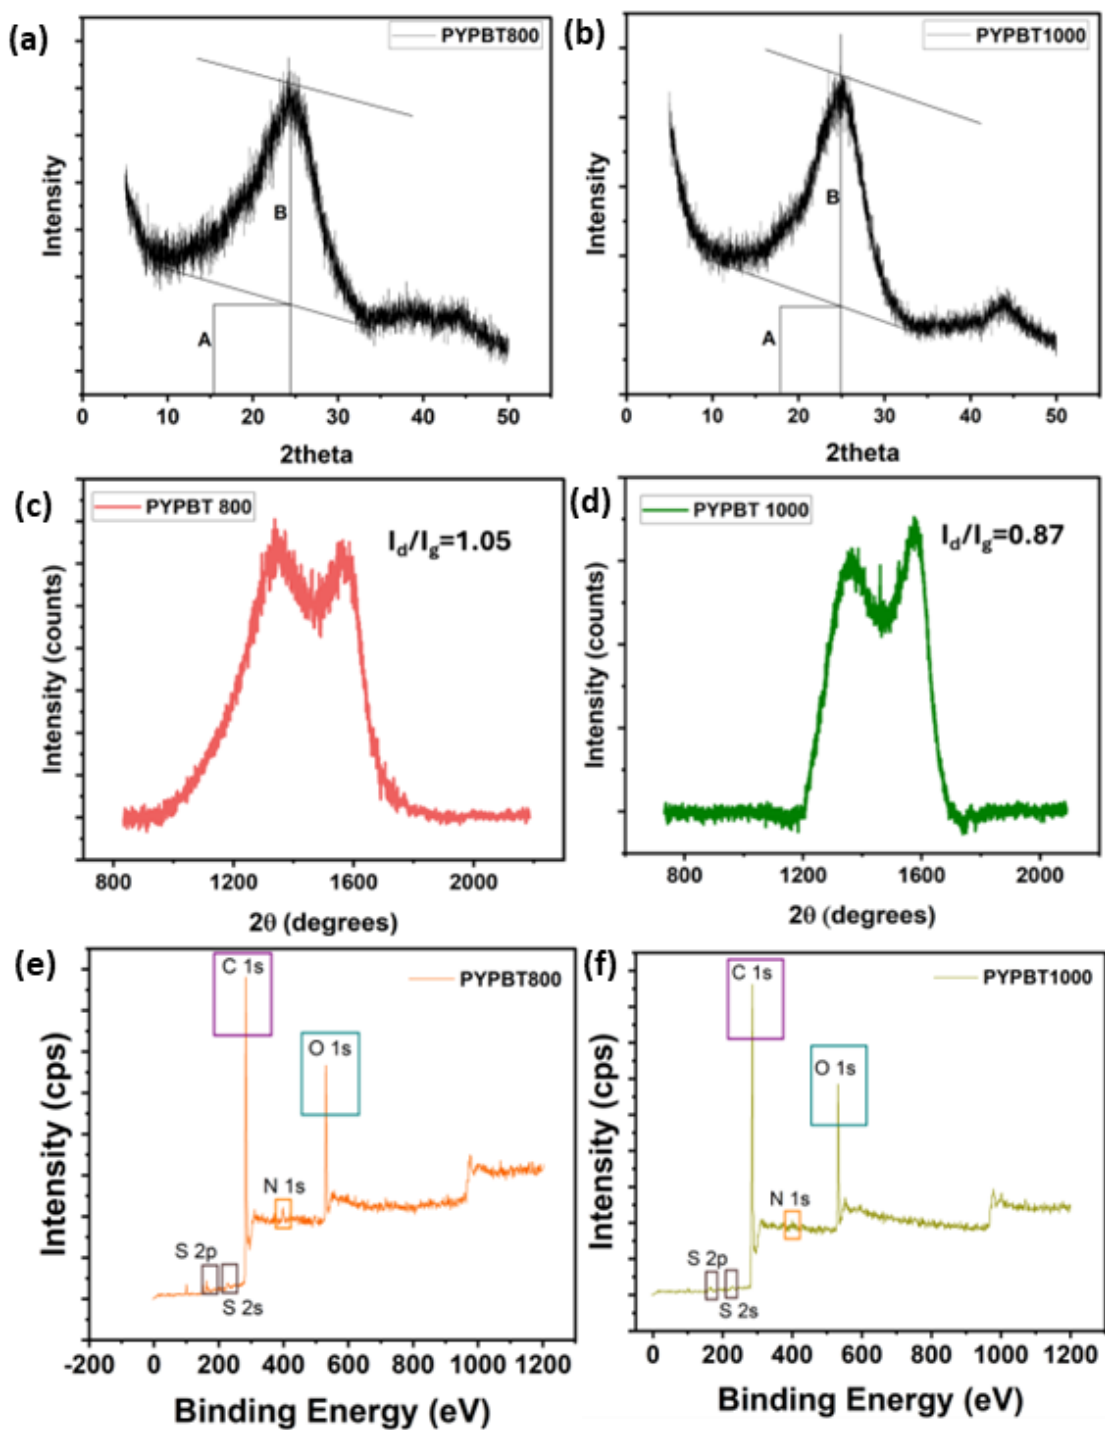 (a)
PYPBT800
Intensity
B
A
0 10 20 30 40 50
2theta
(b)
PYPBT1000
Intensity
B
A
0 10 20 30 40 50
2theta
(c)
PYPBT 800
I_d/I_g=1.05
Intensity (counts)
800 1200 1600 2000
2θ (degrees)
(d)
PYPBT 1000
I_d/I_g=0.87
Intensity (counts)
800 1200 1600 2000
2θ (degrees)
(e)
C 1s
PYPBT800
O 1s
N 1s
S 2p
S 2s
Intensity (cps)
-200 0 200 400 600 800 1000 1200
Binding Energy (eV)
(f)
C 1s
PYPBT1000
O 1s
N 1s
S 2p
S 2s
Intensity (cps)
0 200 400 600 800 1000 1200
Binding Energy (eV)